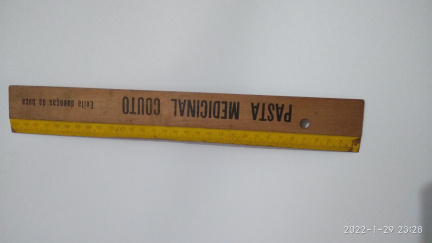 PASTA MEDICINAL COUTO
Evita doenças da boca
2022-1-29 23:28